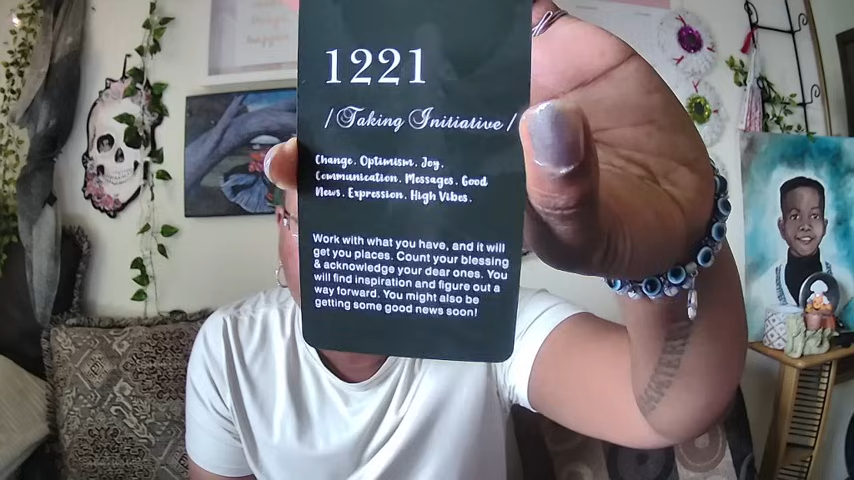 1221
/Taking Initiative/
Change. Optimism. Joy.
Communication. Messages. Good
News. Expression. High Vibes.
Work with what you have, and it will
get you places. Count your blessing
& acknowledge your dear ones. You
will find inspiration and figure out a
way forward. You might also be
getting some good news soon!